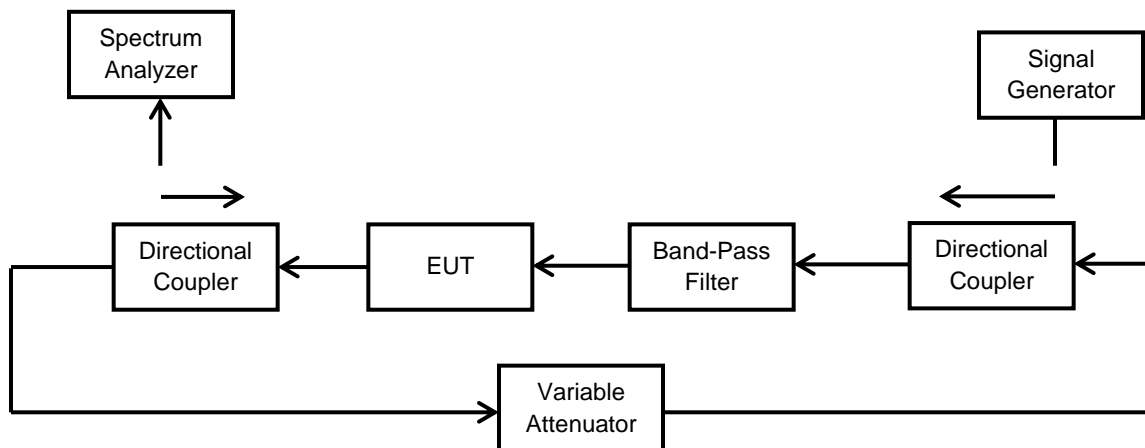 Spectrum
Analyzer
Signal
Generator
Directional
Coupler
EUT
Band-Pass
Filter
Directional
Coupler
Variable
Attenuator